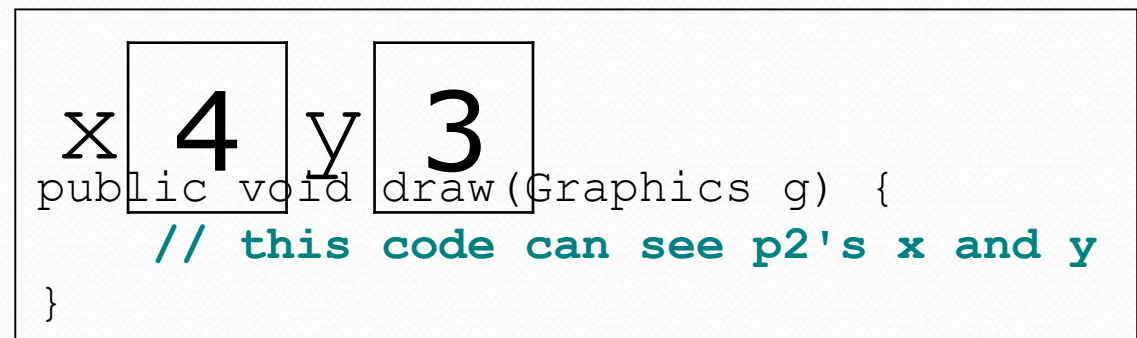 x 4 y 3
public void draw(Graphics g) {
// this code can see p2's x and y
}